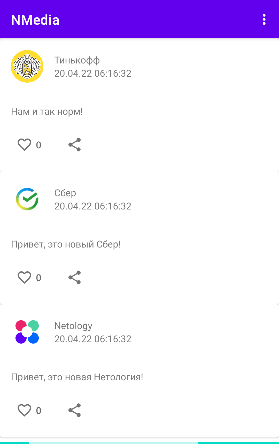 NMedia
Тинькофф
20.04.22 06:16:32
Нам и так норм!
0
Сбер
20.04.22 06:16:32
Привет, это новый Сбер!
0
Netology
20.04.22 06:16:32
Привет, это новая Нетология!
0